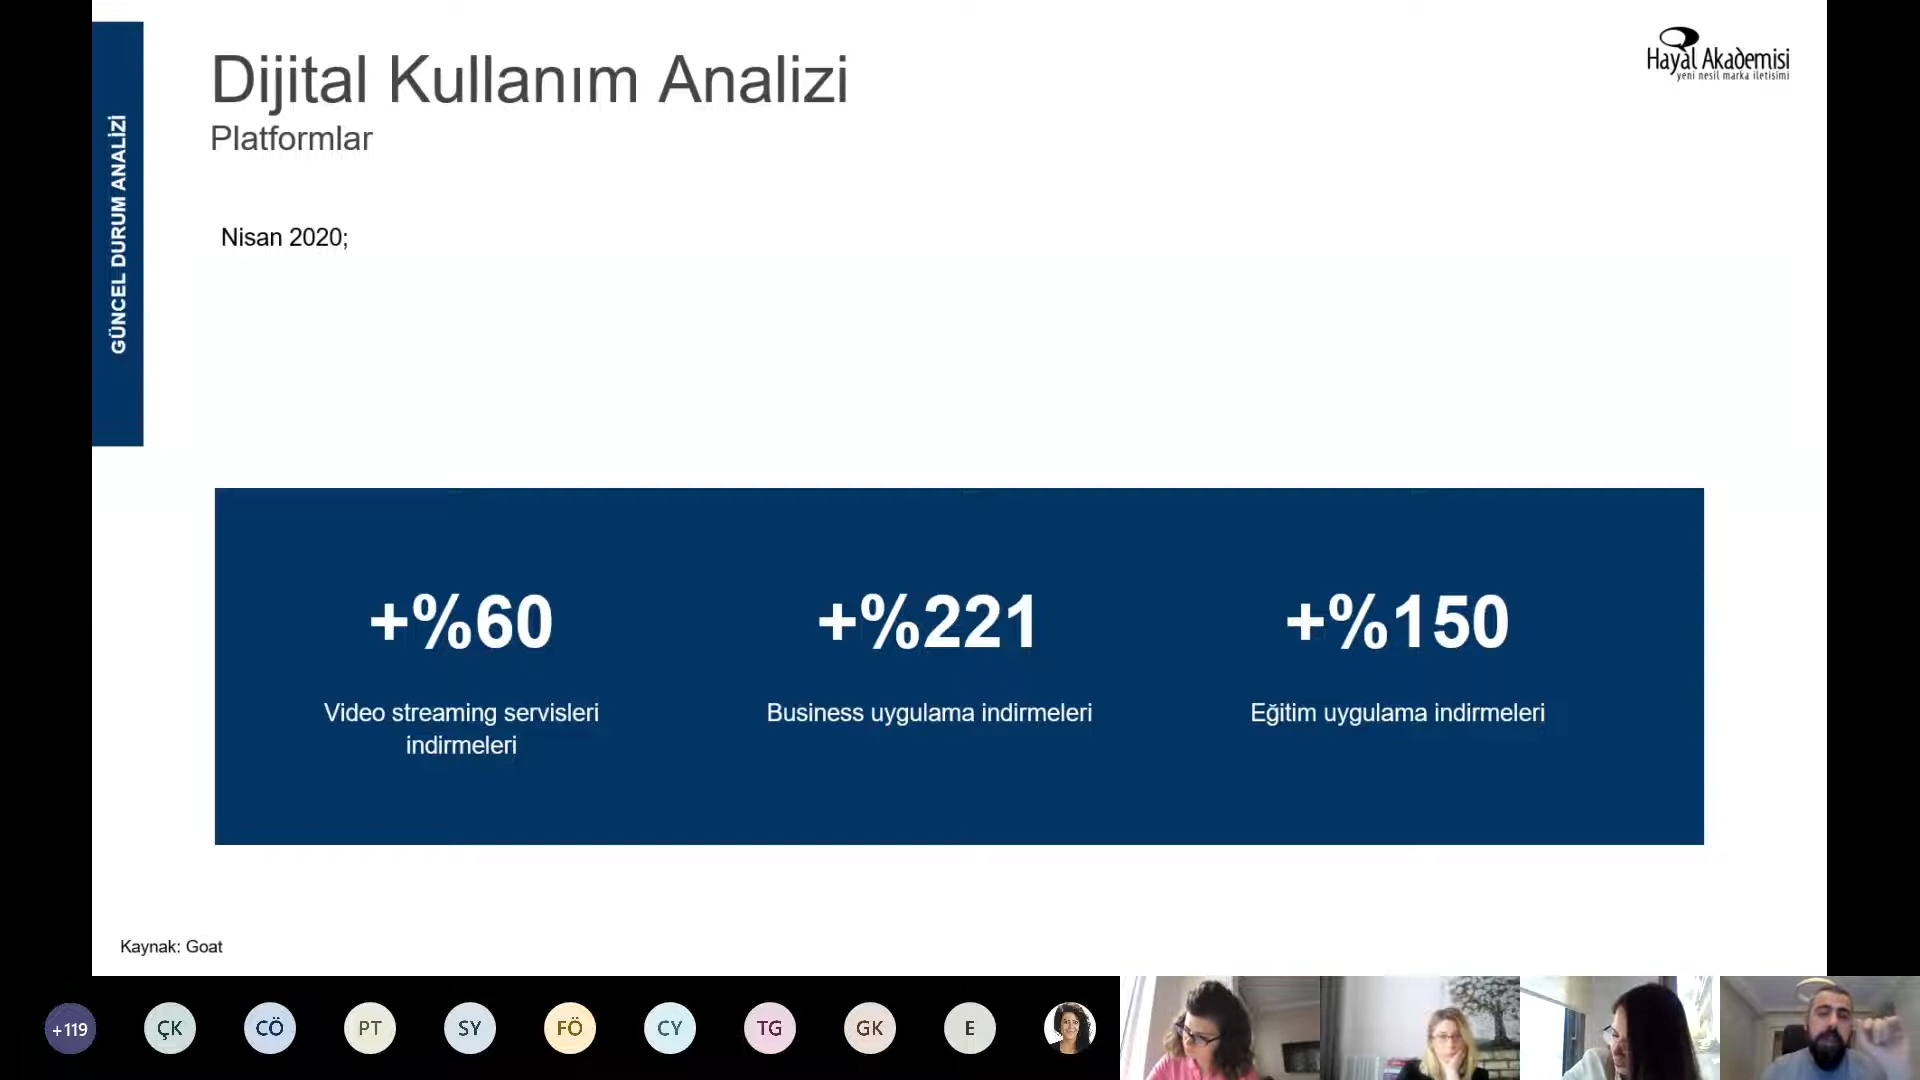 Dijital Kullanım Analizi
Platformlar
Hayal Akademisi
yeni nesil marka iletisimi
GÜNCEL DURUM ANALİZİ
Nisan 2020;
+%60
Video streaming servisleri
indirmeleri
+%221
Business uygulama indirmeleri
+%150
Eğitim uygulama indirmeleri
Kaynak: Goat
+119
ÇK
CÖ
PT
SY
FÖ
CY
TG
GK
E